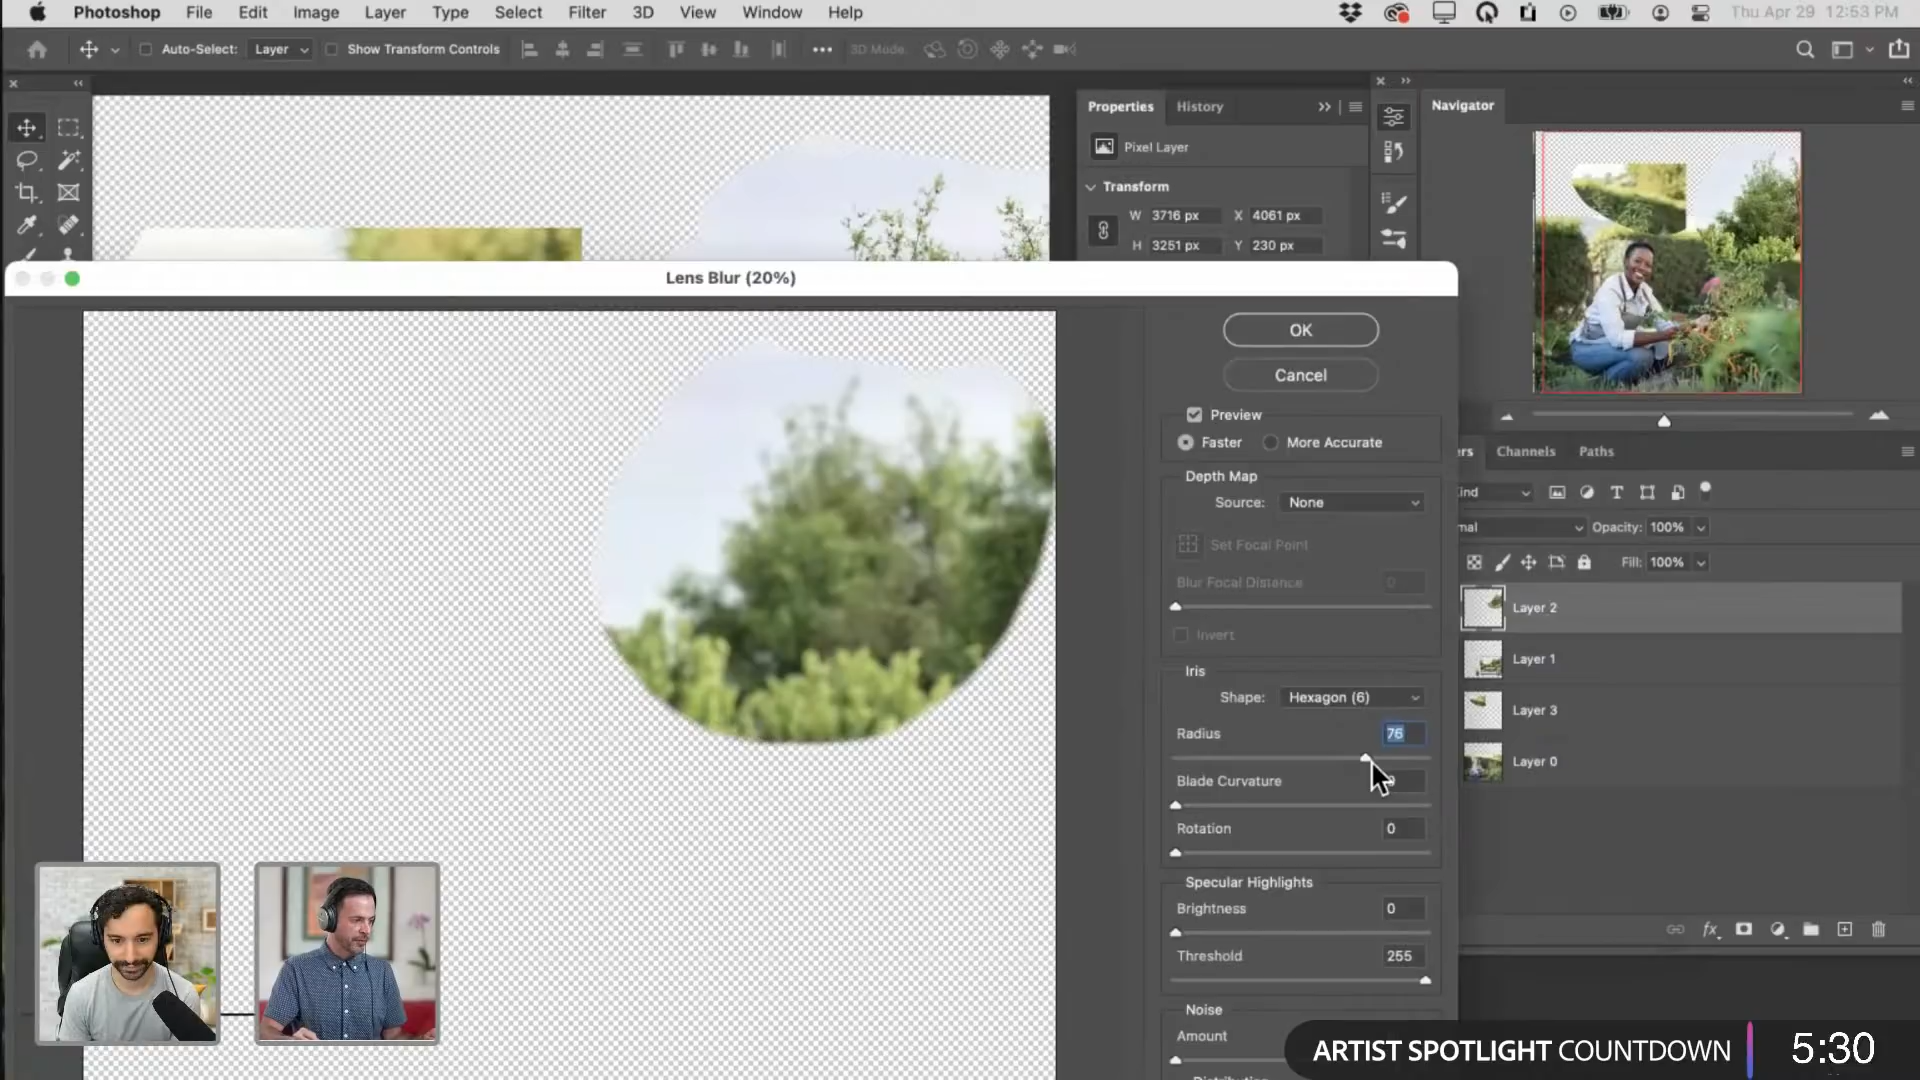 Photoshop File Edit Image Layer Type Select Filter 3D View Window Help Thu Apr 29 12:53 PM
Auto-Select: Layer Show Transform Controls 3D Mode:
Properties History
Pixel Layer
Transform
W 3716 px X 4061 px
H 3251 px Y 230 px
Navigator
Lens Blur (20%)
OK
Cancel
Preview
Faster More Accurate
Depth Map
Source: None
Set Focal Point
Blur Focal Distance 0
Invert
Iris
Shape: Hexagon (6)
Radius 76
Blade Curvature
Rotation 0
Specular Highlights
Brightness 0
Threshold 255
Noise
Amount
Channels Paths
Opacity: 100%
Fill: 100%
Layer 2
Layer 1
Layer 3
Layer 0
fx
ARTIST SPOTLIGHT COUNTDOWN 5:30